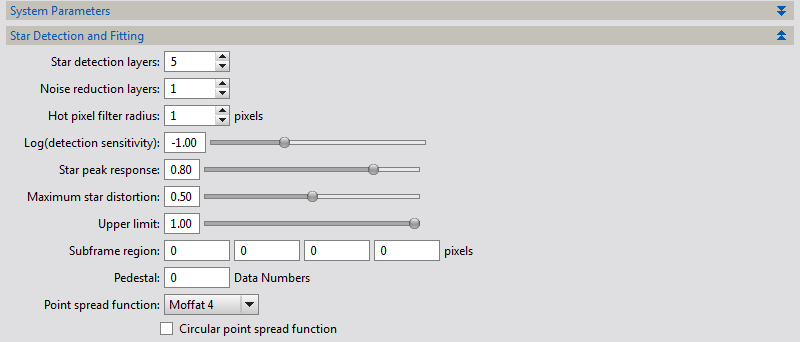 System Parameters
Star Detection and Fitting
Star detection layers: 5
Noise reduction layers: 1
Hot pixel filter radius: 1 pixels
Log(detection sensitivity): -1.00
Star peak response: 0.80
Maximum star distortion: 0.50
Upper limit: 1.00
Subframe region: 0 0 0 0 pixels
Pedestal: 0 Data Numbers
Point spread function: Moffat 4
Circular point spread function